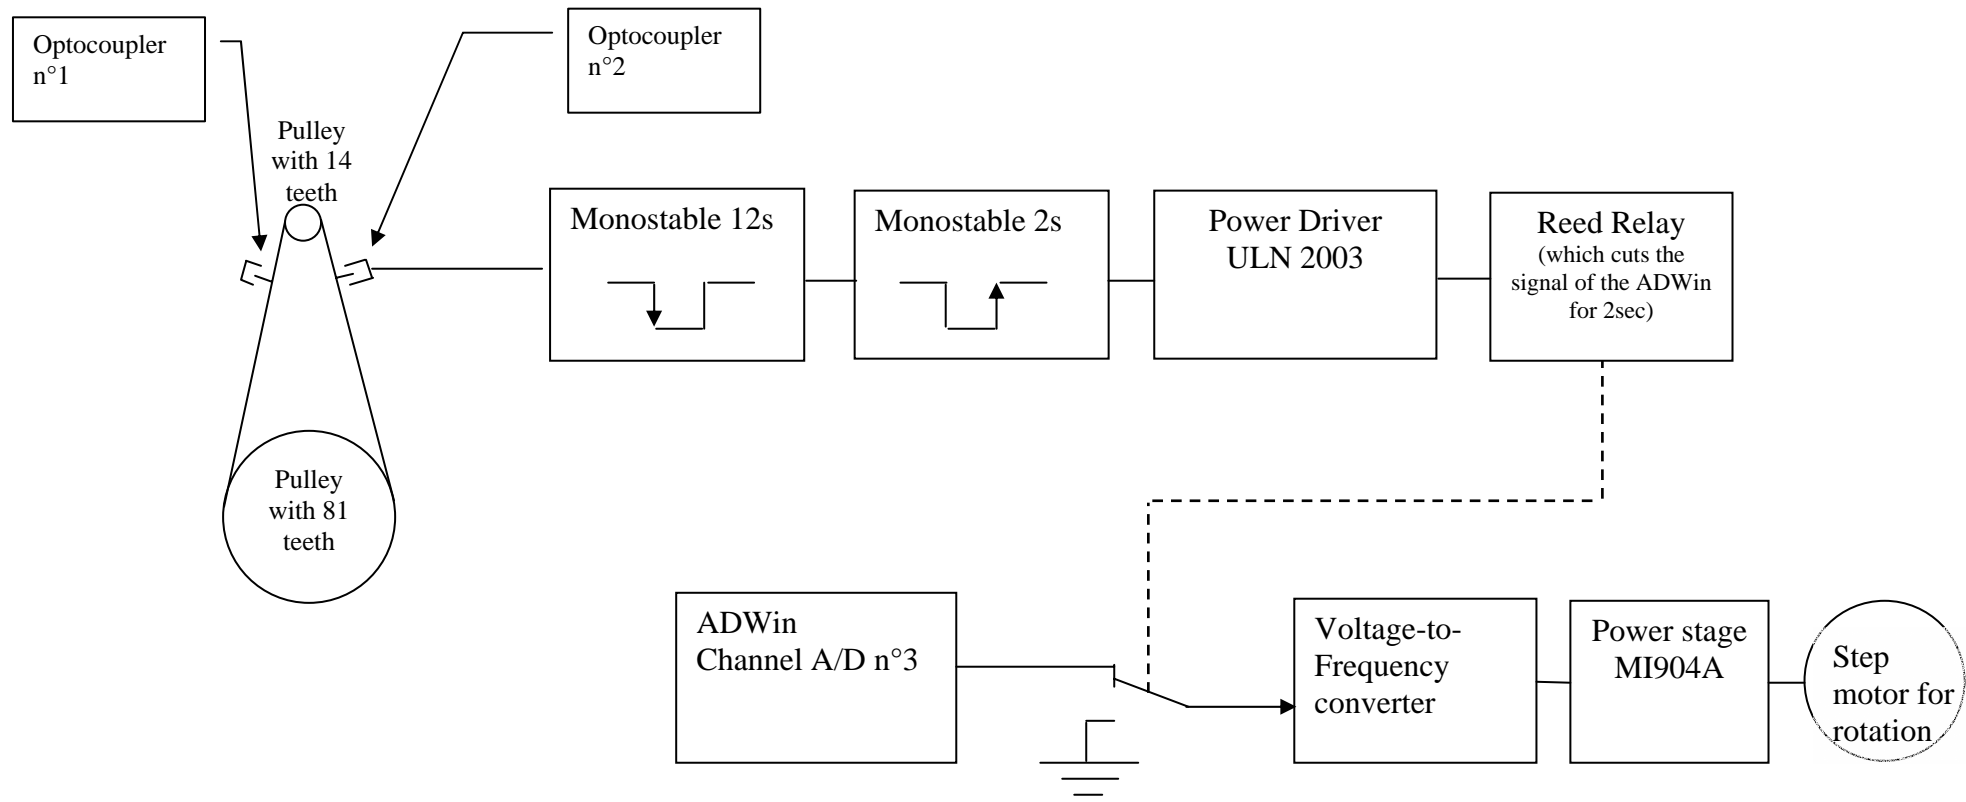 Optocoupler
n°1
Optocoupler
n°2
Pulley
with 14
teeth
Monostable 12s
Monostable 2s
Power Driver
ULN 2003
Reed Relay
(which cuts the
signal of the ADWin
for 2sec)
Pulley
with 81
teeth
ADWin
Channel A/D n°3
Voltage-to-
Frequency
converter
Power stage
MI904A
Step
motor for
rotation